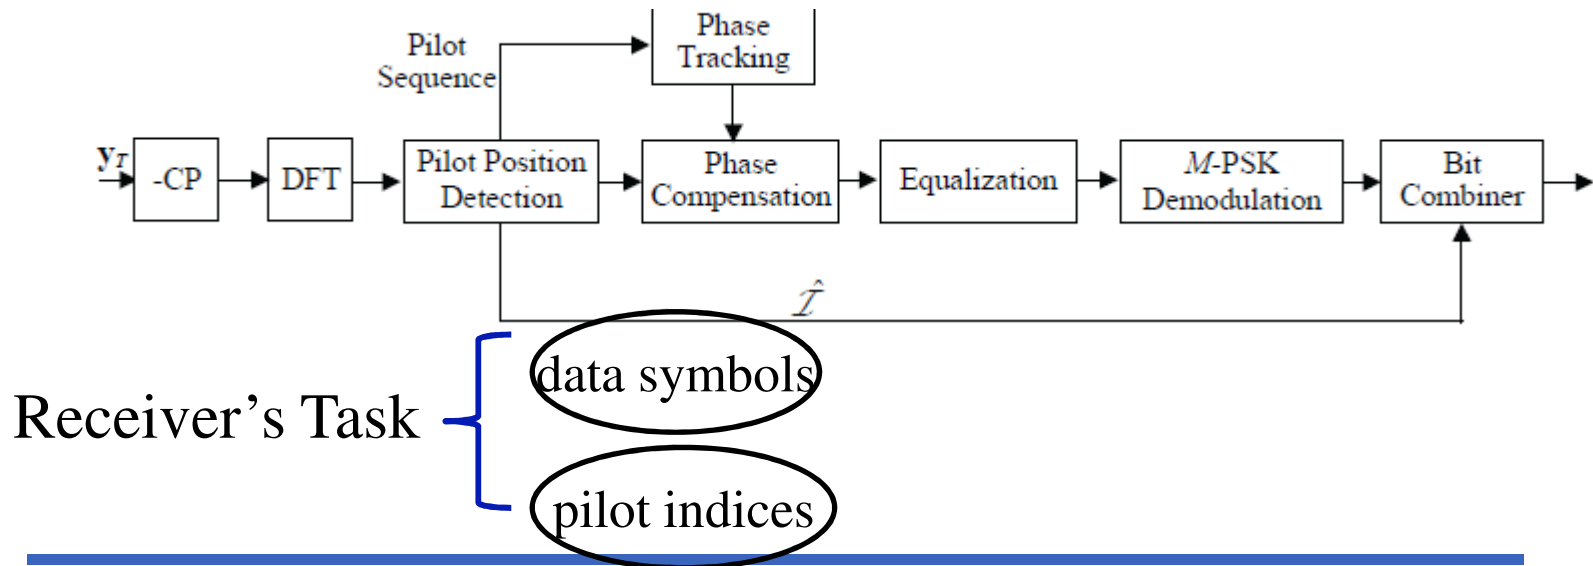 Phase
Tracking
Pilot
Sequence
y_T
-CP
DFT
Pilot Position
Detection
Phase
Compensation
Equalization
M-PSK
Demodulation
Bit
Combiner
Î
data symbols
Receiver's Task
pilot indices